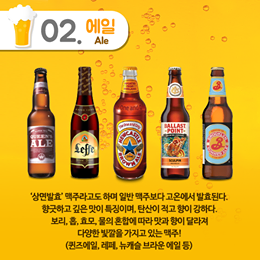 02. 에일
Ale
QUEEN'S
ALE
Leffe
NEWCASTLE
BALLAST
POINT
SCULPIN
'상면발효' 맥주라고도 하며 일반 맥주보다 고온에서 발효된다.
향긋하고 깊은 맛이 특징이며, 탄산이 적고 향이 강하다.
보리, 홉, 효모, 물의 혼합에 따라 맛과 향이 달라져
다양한 빛깔을 가지고 있는 맥주!
(퀸즈에일, 레페, 뉴캐슬 브라운 에일 등)